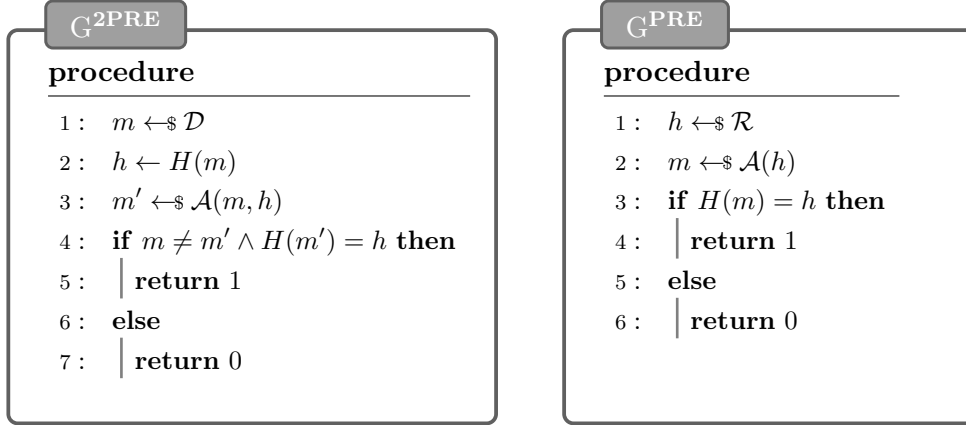 G^2PRE
procedure
1 : m ←$ 𝒟
2 : h ← H(m)
3 : m′ ←$ 𝒜(m, h)
4 : if m ≠ m′ ∧ H(m′) = h then
5 : return 1
6 : else
7 : return 0
G^PRE
procedure
1 : h ←$ ℛ
2 : m ←$ 𝒜(h)
3 : if H(m) = h then
4 : return 1
5 : else
6 : return 0